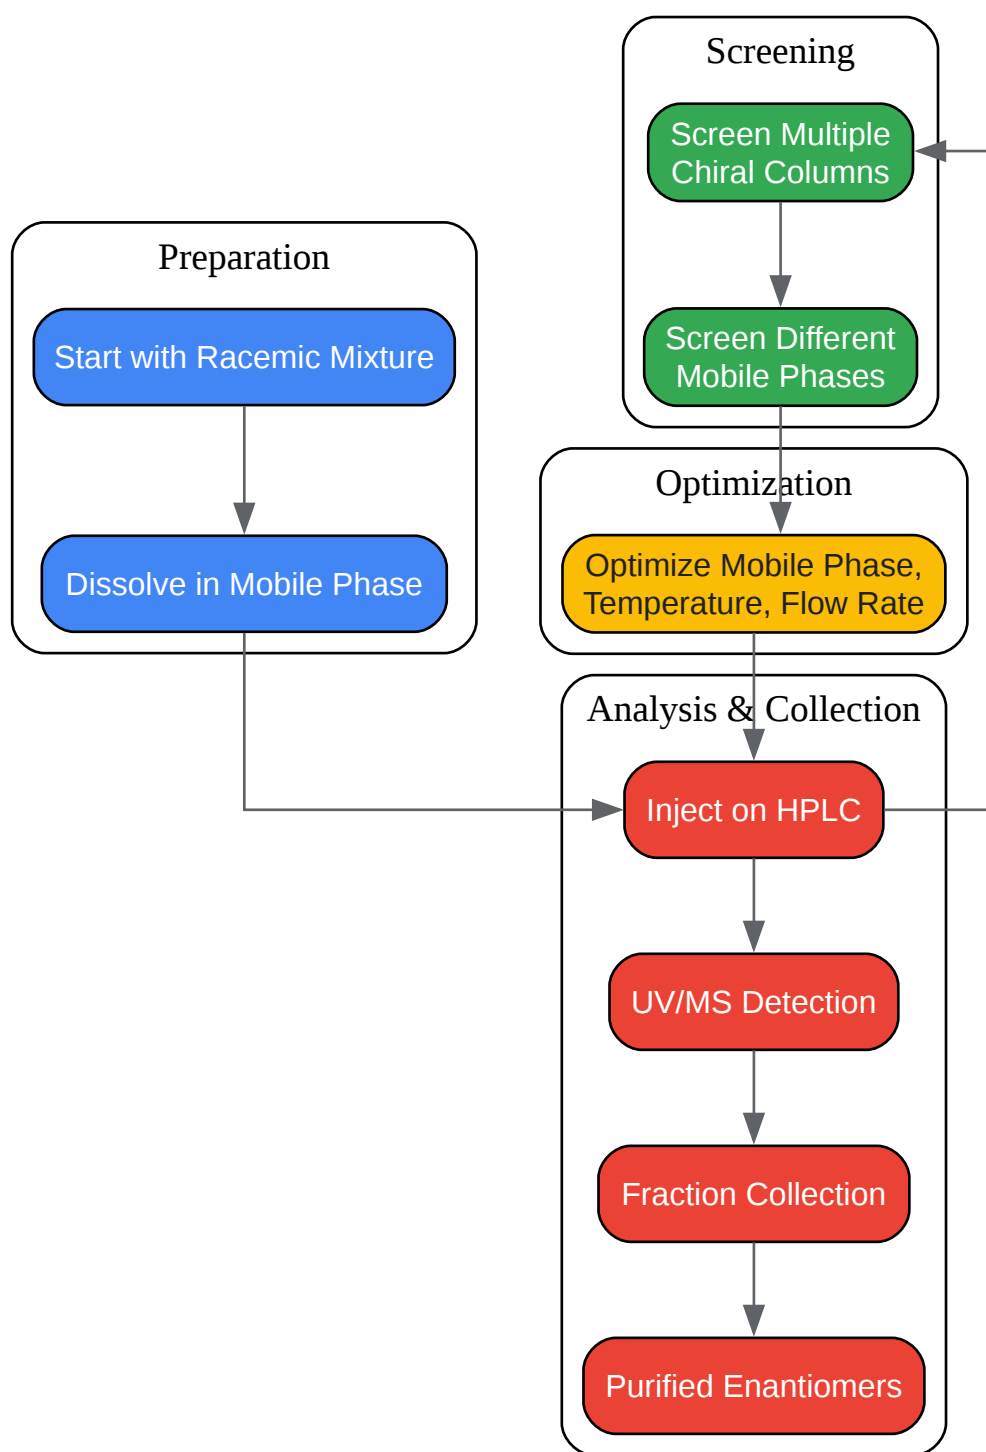 Screening
Screen Multiple
Chiral Columns
Screen Different
Mobile Phases
Preparation
Start with Racemic Mixture
Dissolve in Mobile Phase
Optimization
Optimize Mobile Phase,
Temperature, Flow Rate
Analysis & Collection
Inject on HPLC
UV/MS Detection
Fraction Collection
Purified Enantiomers